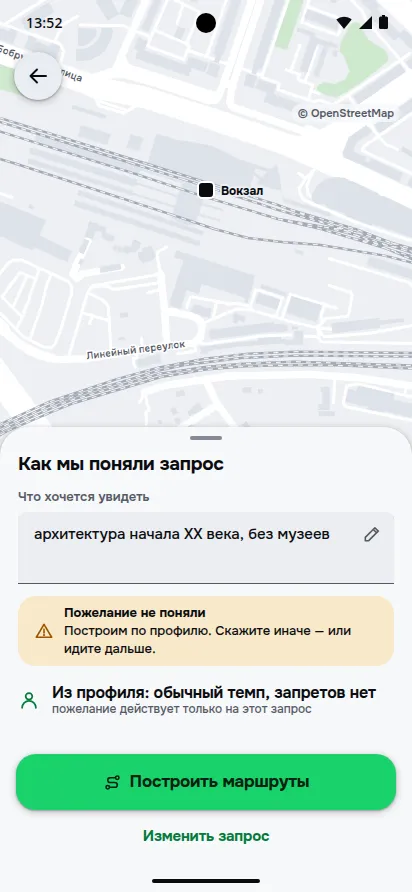 13:52
© OpenStreetMap
Вокзал
Линейный переулок
Как мы поняли запрос
Что хочется увидеть
архитектура начала XX века, без музеев
Пожелание не поняли
Построим по профилю. Скажите иначе — или
идите дальше.
Из профиля: обычный темп, запретов нет
пожелание действует только на этот запрос
Построить маршруты
Изменить запрос